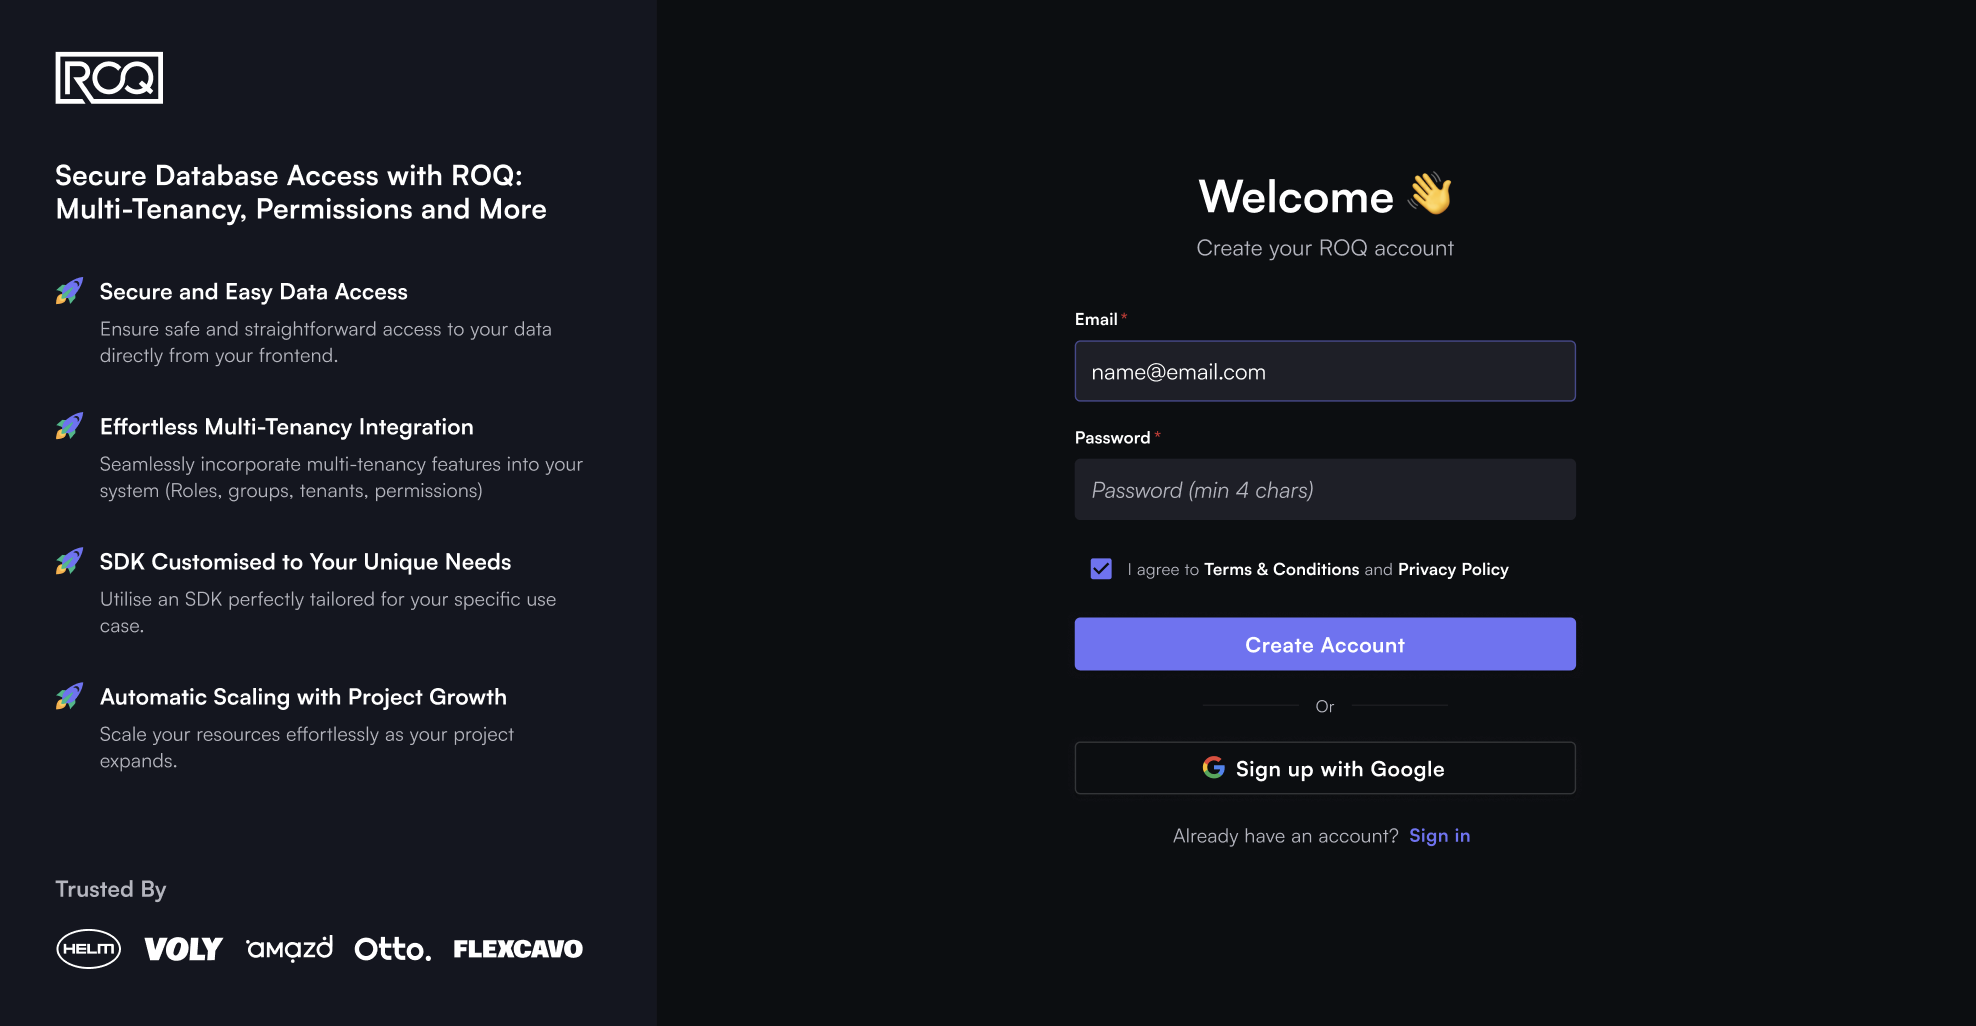 ROQ
Secure Database Access with ROQ:
Multi-Tenancy, Permissions and More
Secure and Easy Data Access
Ensure safe and straightforward access to your data
directly from your frontend.
Effortless Multi-Tenancy Integration
Seamlessly incorporate multi-tenancy features into your
system (Roles, groups, tenants, permissions)
SDK Customised to Your Unique Needs
Utilise an SDK perfectly tailored for your specific use
case.
Automatic Scaling with Project Growth
Scale your resources effortlessly as your project
expands.
Trusted By
HELM VOLY amazd Otto. FLEXCAVO
Welcome 👋
Create your ROQ account
Email *
name@email.com
Password *
Password (min 4 chars)
I agree to Terms & Conditions and Privacy Policy
Create Account
Or
Sign up with Google
Already have an account? Sign in